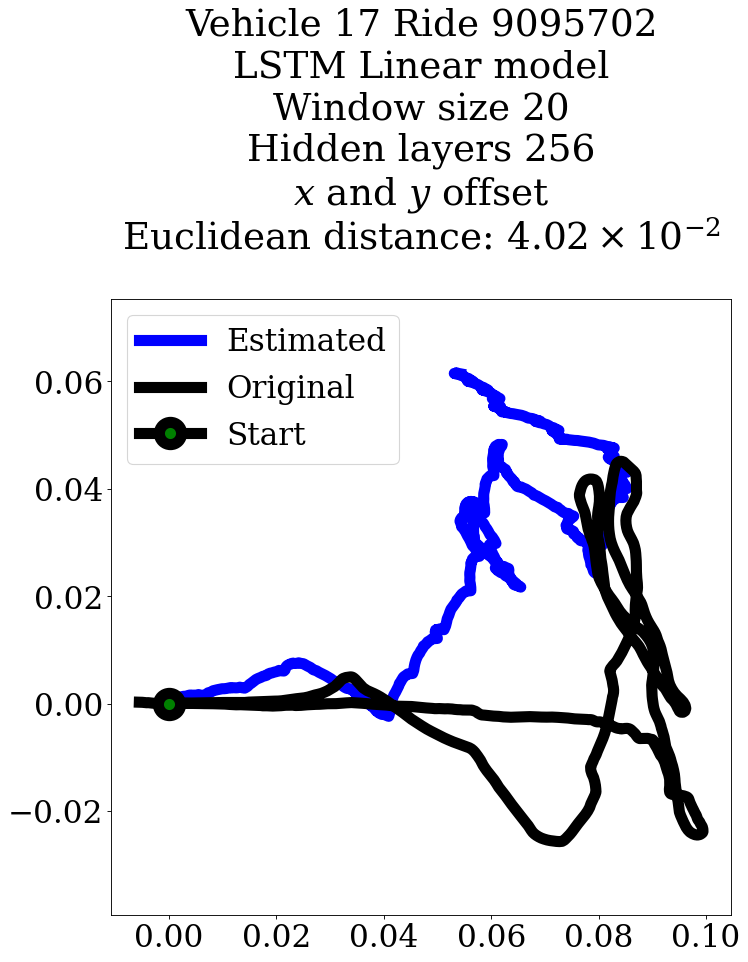 Vehicle 17 Ride 9095702
LSTM Linear model
Window size 20
Hidden layers 256
x and y offset
Euclidean distance: 4.02 × 10⁻²
Estimated
Original
Start
0.06
0.04
0.02
0.00
−0.02
0.00 0.02 0.04 0.06 0.08 0.10